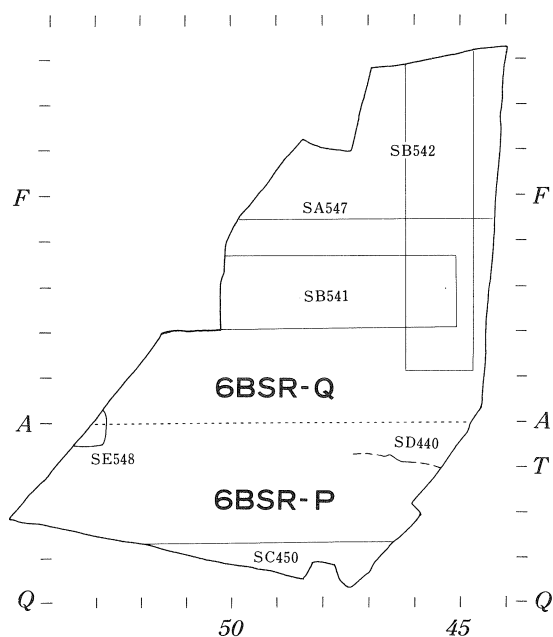 SB542
F
F
SA547
SB541
6BSR-Q
A
A
SD440
SE548
T
6BSR-P
SC450
Q
Q
50
45